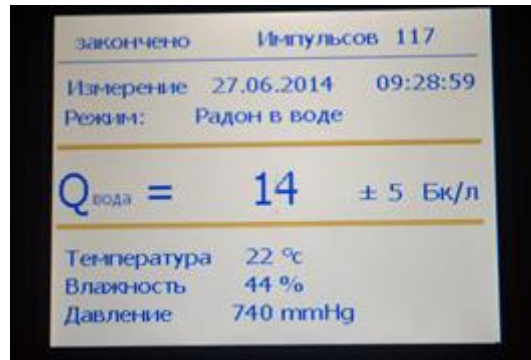 закончено Импульсов 117
Измерение 27.06.2014 09:28:59
Режим: Радон в воде
Qвода = 14 ± 5 Бк/л
Температура 22 °c
Влажность 44 %
Давление 740 mmHg